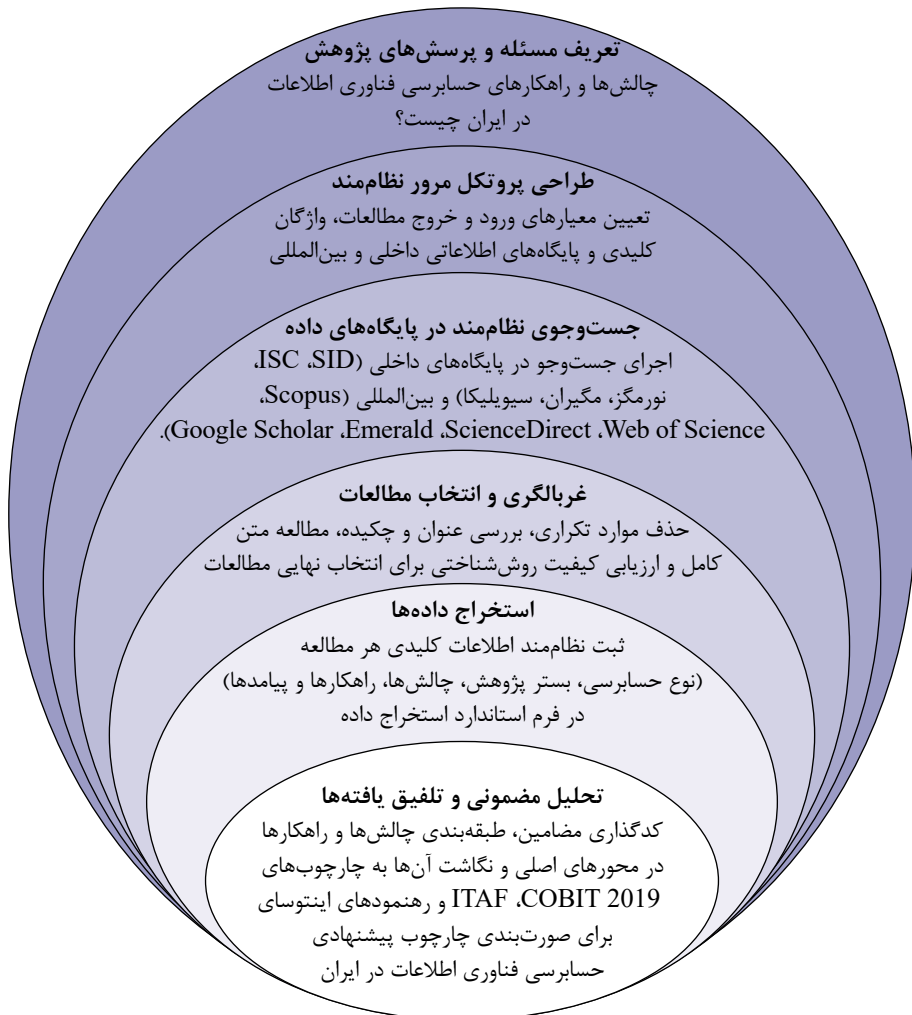 تعریف مسئله و پرسش‌های پژوهش
چالش‌ها و راهکارهای حسابرسی فناوری اطلاعات
در ایران چیست؟
طراحی پروتکل مرور نظام‌مند
تعیین معیارهای ورود و خروج مطالعات، واژگان
کلیدی و پایگاه‌های اطلاعاتی داخلی و بین‌المللی
جست‌وجوی نظام‌مند در پایگاه‌های داده
اجرای جست‌وجو در پایگاه‌های داخلی (SID، ISC،
نورمگز، مگیران، سیویلیکا) و بین‌المللی (Scopus،
Web of Science، ScienceDirect، Emerald، Google Scholar).
غربالگری و انتخاب مطالعات
حذف موارد تکراری، بررسی عنوان و چکیده، مطالعه متن
کامل و ارزیابی کیفیت روش‌شناختی برای انتخاب نهایی مطالعات
استخراج داده‌ها
ثبت نظام‌مند اطلاعات کلیدی هر مطالعه
(نوع حسابرسی، بستر پژوهش، چالش‌ها، راهکارها و پیامدها)
در فرم استاندارد استخراج داده
تحلیل مضمونی و تلفیق یافته‌ها
کدگذاری مضامین، طبقه‌بندی چالش‌ها و راهکارها
در محورهای اصلی و نگاشت آن‌ها به چارچوب‌های
COBIT 2019، ITAF و رهنمودهای اینتوسای
برای صورت‌بندی چارچوب پیشنهادی
حسابرسی فناوری اطلاعات در ایران